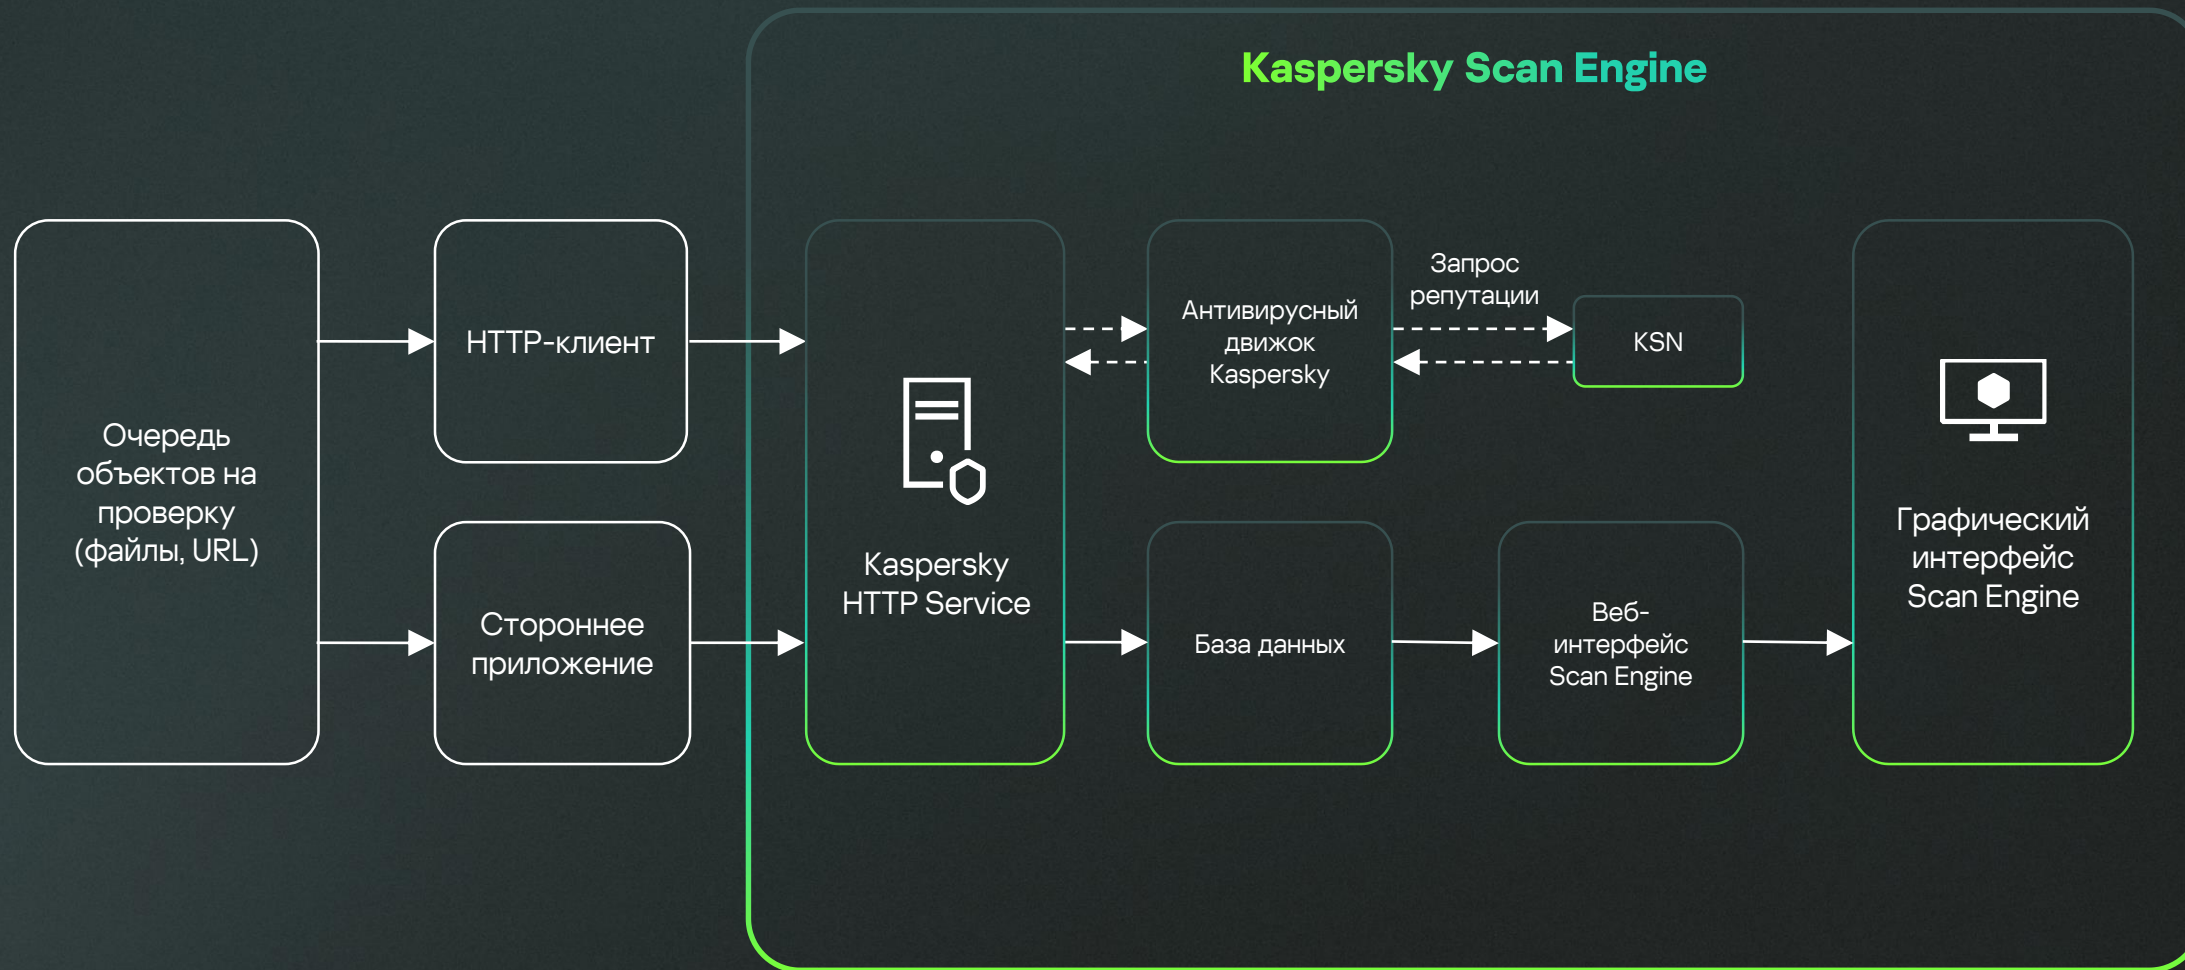 Kaspersky Scan Engine
Очередь
объектов на
проверку
(файлы, URL)
HTTP-клиент
Стороннее
приложение
Kaspersky
HTTP Service
Антивирусный
движок
Kaspersky
Запрос
репутации
KSN
База данных
Веб-
интерфейс
Scan Engine
Графический
интерфейс
Scan Engine